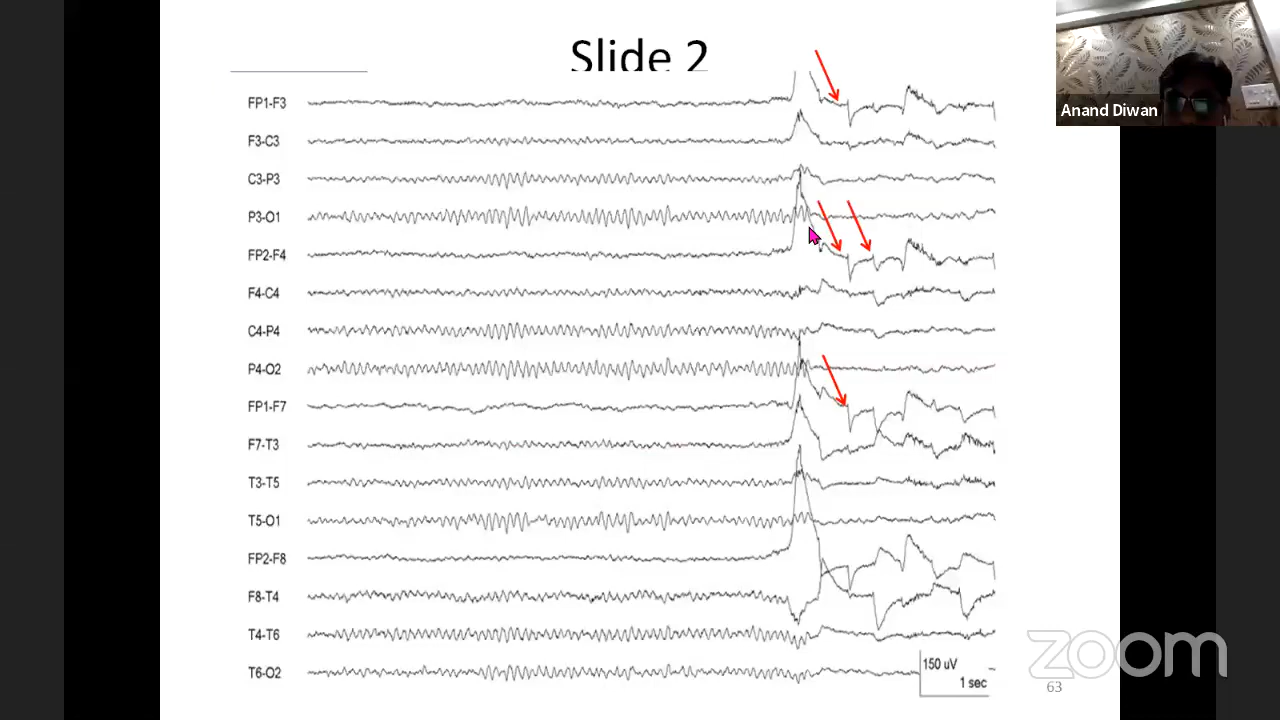 Slide 2
Anand Diwan
FP1-F3
F3-C3
C3-P3
P3-O1
FP2-F4
F4-C4
C4-P4
P4-O2
FP1-F7
F7-T3
T3-T5
T5-O1
FP2-F8
F8-T4
T4-T6
T6-O2
150 uV
1 sec
zoom
63